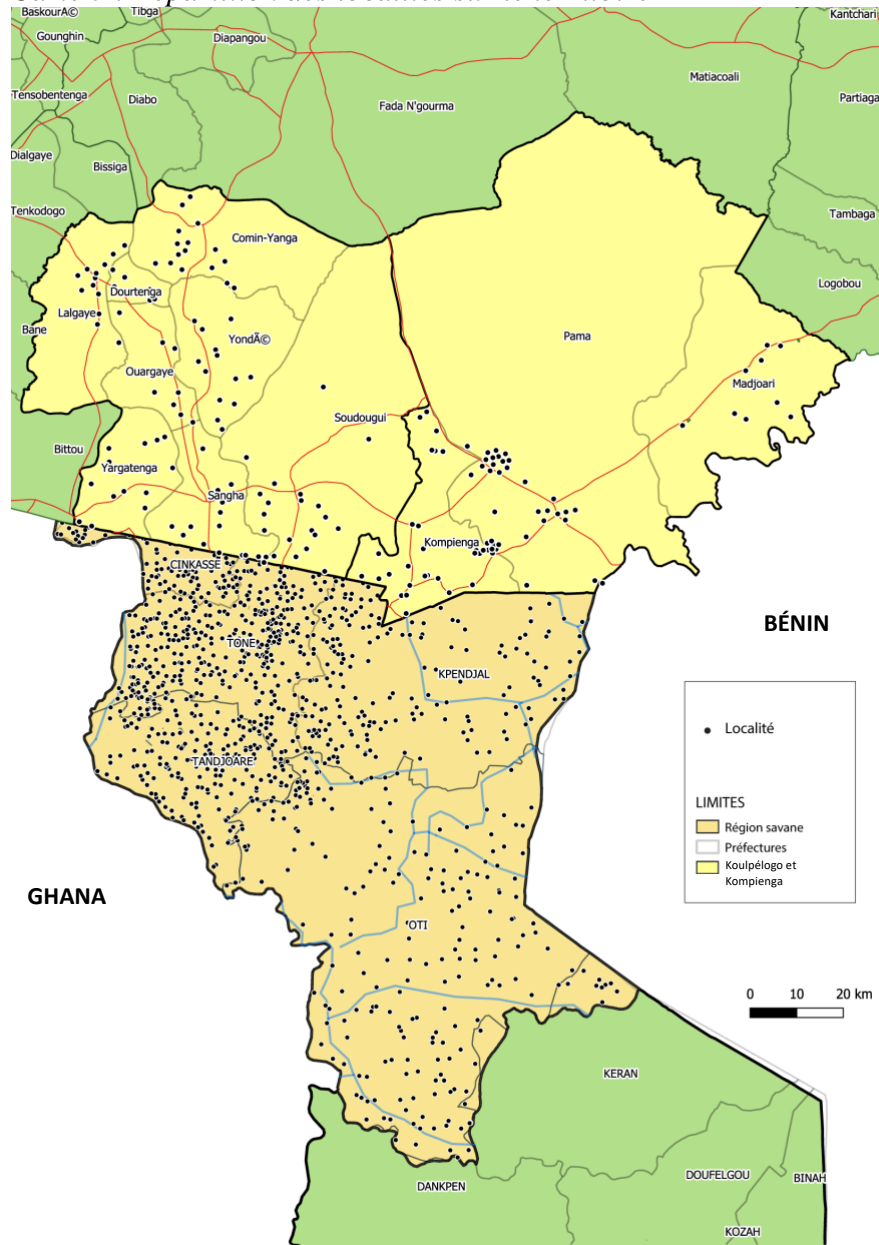 BaskourÃ©
Tibga
Kantchari
Gounghin
Diapangou
Matiacoali
Tensobentenga
Diabo
Fada N'gourma
Partiaga
Dialgaye
Bissiga
Tenkodogo
Tambaga
Comin-Yanga
Logobou
Dourtenga
Lalgaye
Bane
YondÃ©
Pama
Ouargaye
Madjoari
Soudougui
Bittou
Yargatenga
Sangha
Kompienga
CINKASSE
TONE
BÉNIN
KPENDJAL
Localité
TANDJOARE
LIMITES
Région savane
Préfectures
Koulpélogo et
Kompienga
GHANA
OTI
0 10 20 km
KERAN
DANKPEN
DOUFELGOU
BINAH
KOZAH